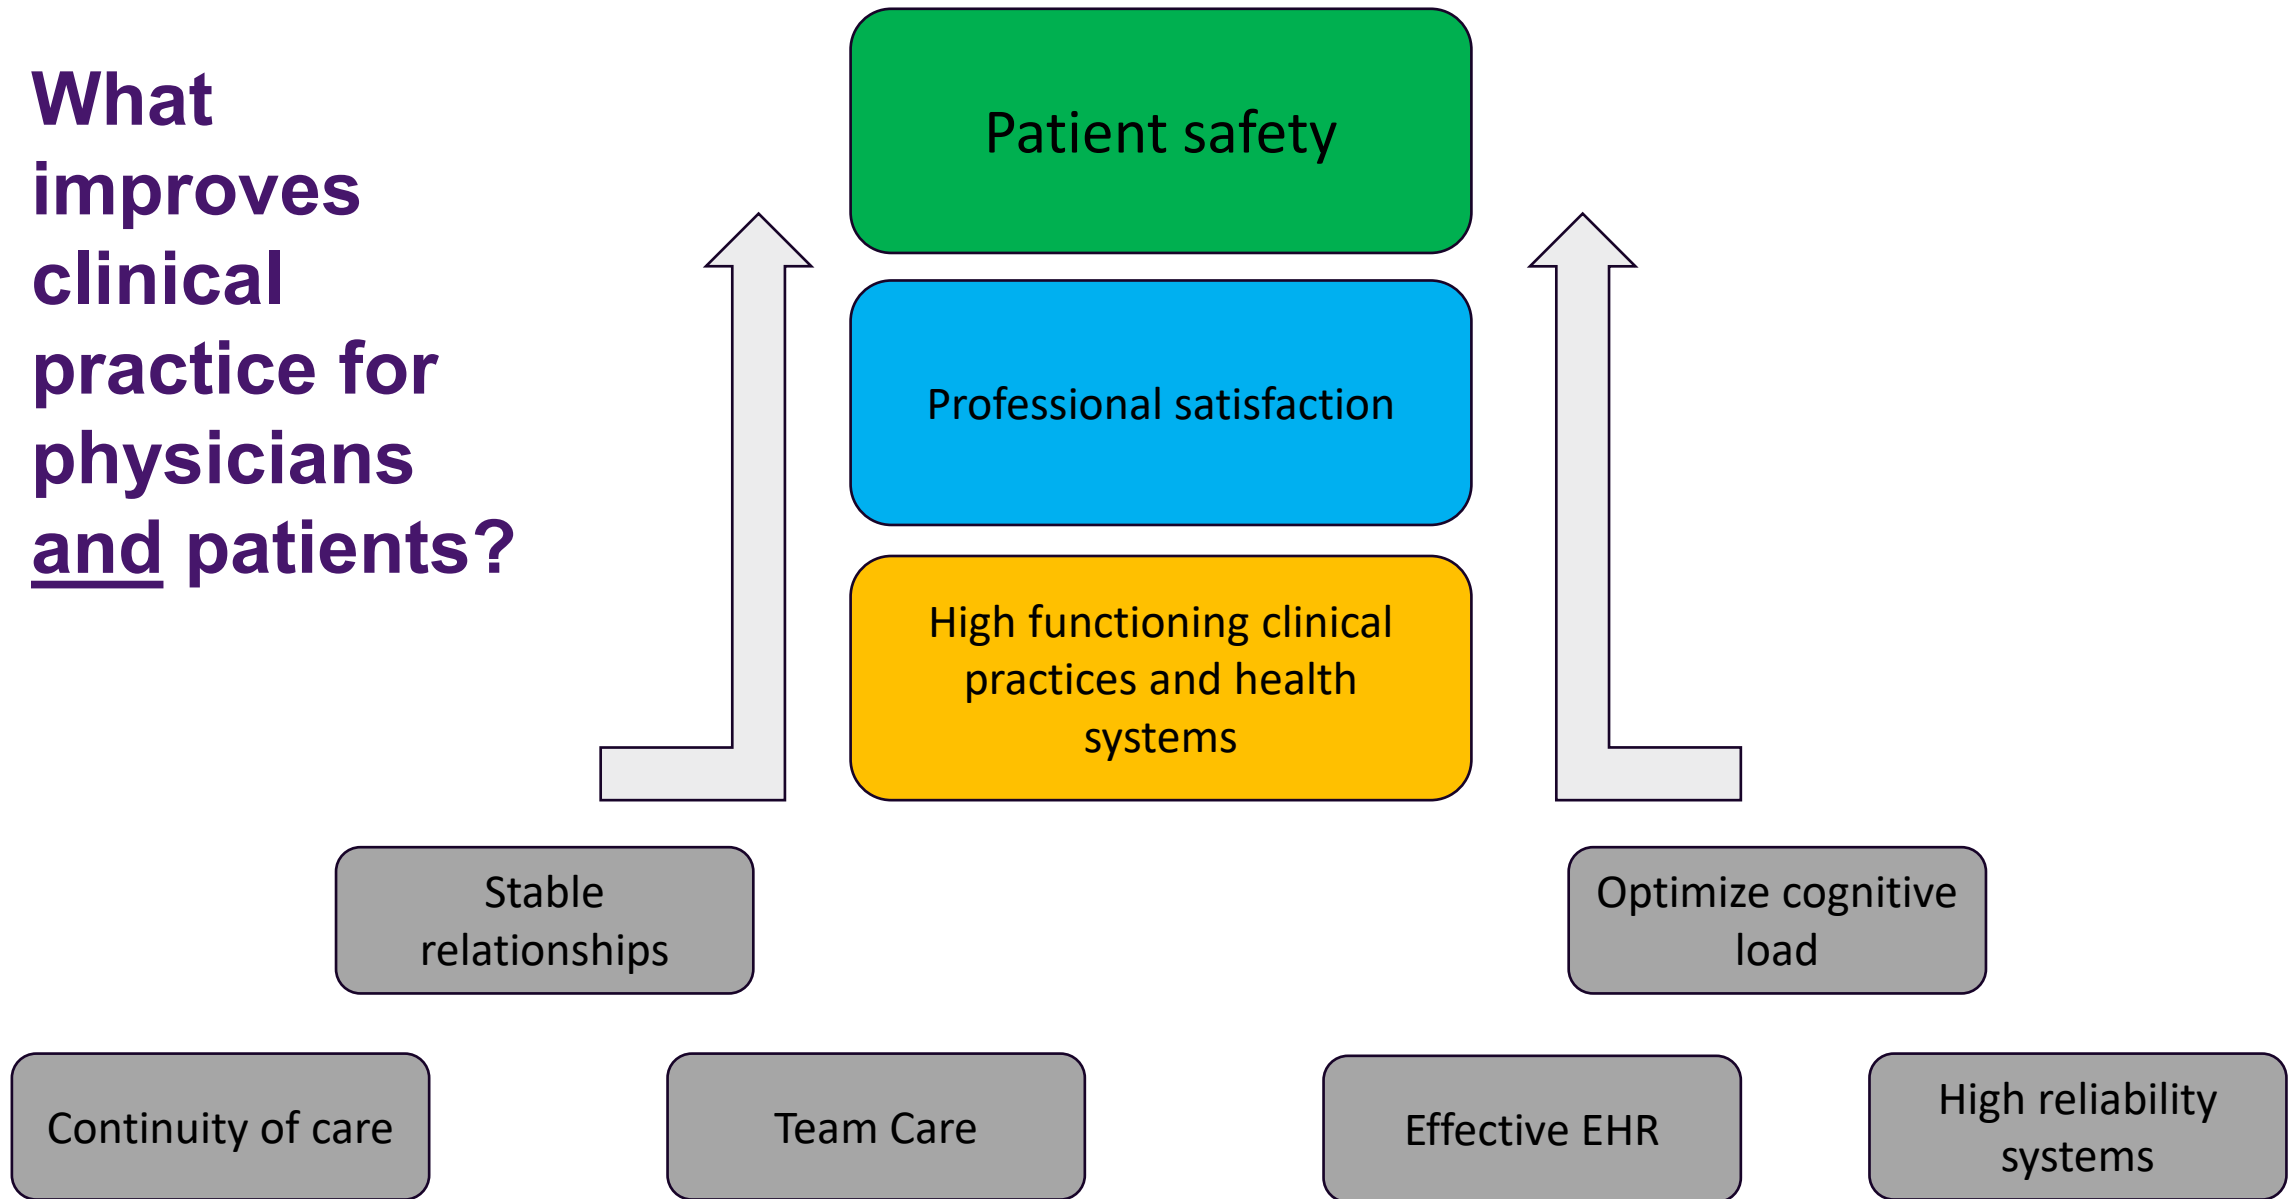 What
improves
clinical
practice for
physicians
and patients?
Patient safety
Professional satisfaction
High functioning clinical
practices and health
systems
Stable
relationships
Optimize cognitive
load
Continuity of care
Team Care
Effective EHR
High reliability
systems